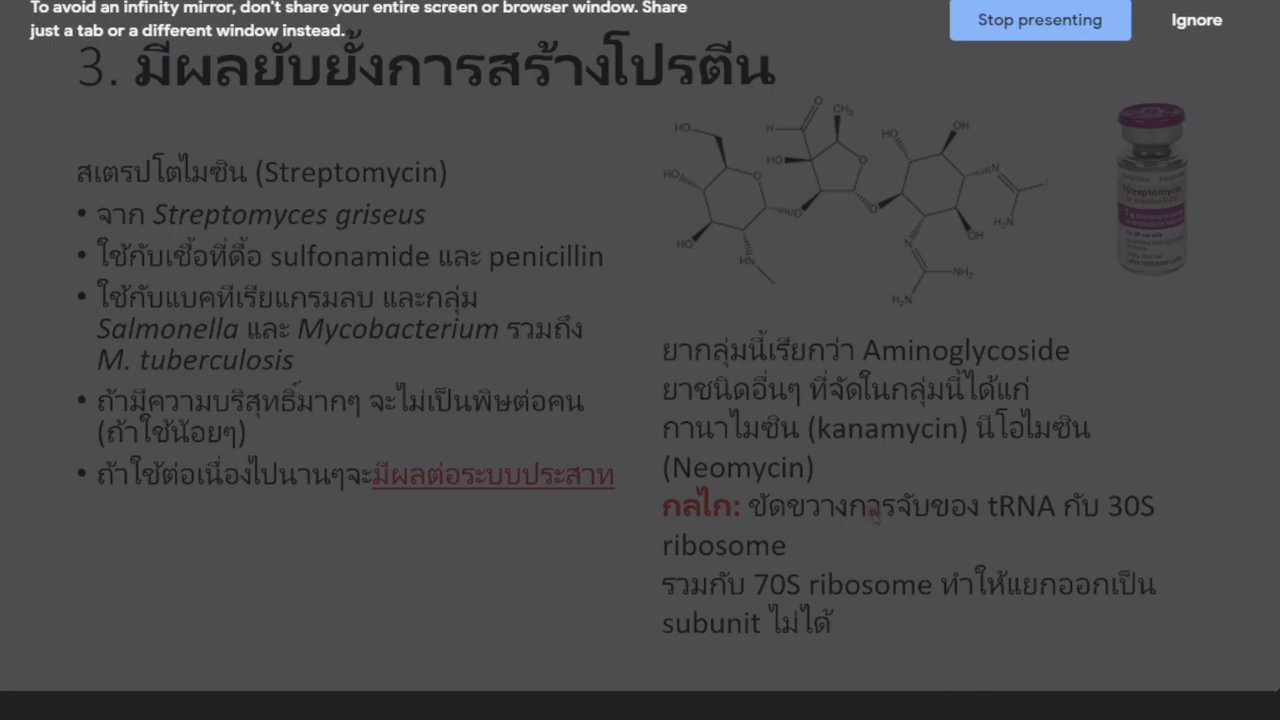 To avoid an infinity mirror, don't share your entire screen or browser window. Share
just a tab or a different window instead.
Stop presenting
Ignore
3. มีผลยับยั้งการสร้างโปรตีน
สเตรปโตไมซิน (Streptomycin)
• จาก Streptomyces griseus
• ใช้กับเชื้อที่ดื้อ sulfonamide และ penicillin
• ใช้กับแบคทีเรียแกรมลบ และกลุ่ม
Salmonella และ Mycobacterium รวมถึง
M. tuberculosis
• ถ้ามีความบริสุทธิ์มากๆ จะไม่เป็นพิษต่อคน
(ถ้าใช้น้อยๆ)
• ถ้าใช้ต่อเนื่องไปนานๆจะมีผลต่อระบบประสาท
HO
H
O
CH₃
HO
HO
O
O
HO
HN
O
O
HO
OH
OH
N
H₂N
N
NH₂
H₂N
Streptomycin
ยากลุ่มนี้เรียกว่า Aminoglycoside
ยาชนิดอื่นๆ ที่จัดในกลุ่มนี้ได้แก่
กานาไมซิน (kanamycin) นีโอไมซิน
(Neomycin)
กลไก: ขัดขวางการจับของ tRNA กับ 30S
ribosome
รวมกับ 70S ribosome ทำให้แยกออกเป็น
subunit ไม่ได้